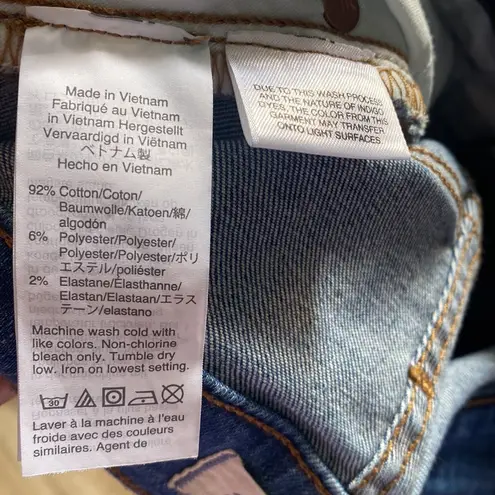 Made in Vietnam
Fabriqué au Vietnam
in Vietnam Hergestellt
Vervaardigd in Viëtnam
ベトナム製
Hecho en Vietnam
92% Cotton/Coton/
Baumwolle/Katoen/綿/
algodón
6% Polyester/Polyester/
Polyester/Polyester/ポリ
エステル/poliéster
2% Elastane/Élasthanne/
Elastan/Elastaan/エラス
テーン/elastano
Machine wash cold with
like colors. Non-chlorine
bleach only. Tumble dry
low. Iron on lowest setting.
30
Laver à la machine à l'eau
froide avec des couleurs
similaires. Agent de
DUE TO THIS WASH PROCESS
AND THE NATURE OF INDIGO
DYES, THE COLOR FROM THIS
GARMENT MAY TRANSFER
ONTO LIGHT SURFACES